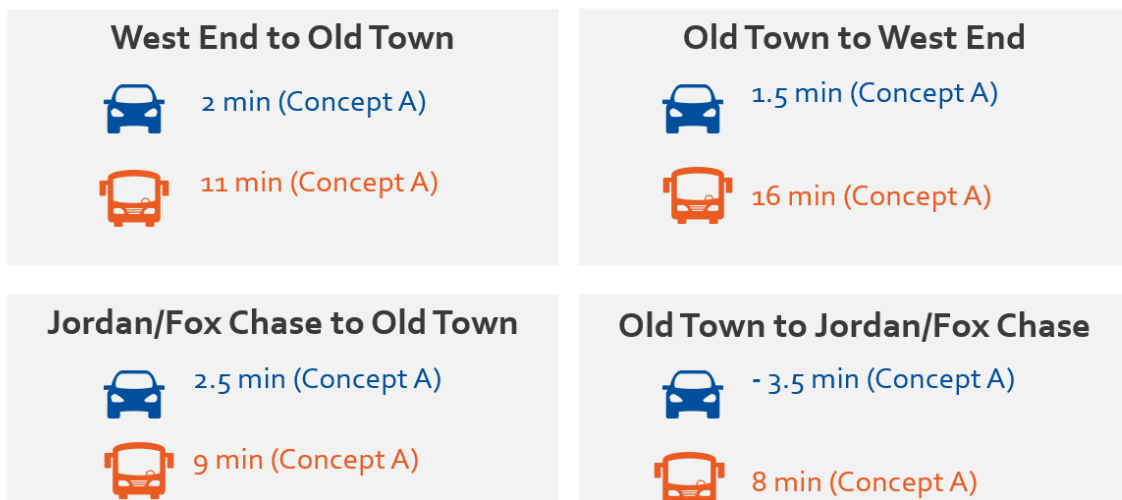 West End to Old Town
2 min (Concept A)
11 min (Concept A)
Old Town to West End
1.5 min (Concept A)
16 min (Concept A)
Jordan/Fox Chase to Old Town
2.5 min (Concept A)
9 min (Concept A)
Old Town to Jordan/Fox Chase
- 3.5 min (Concept A)
8 min (Concept A)